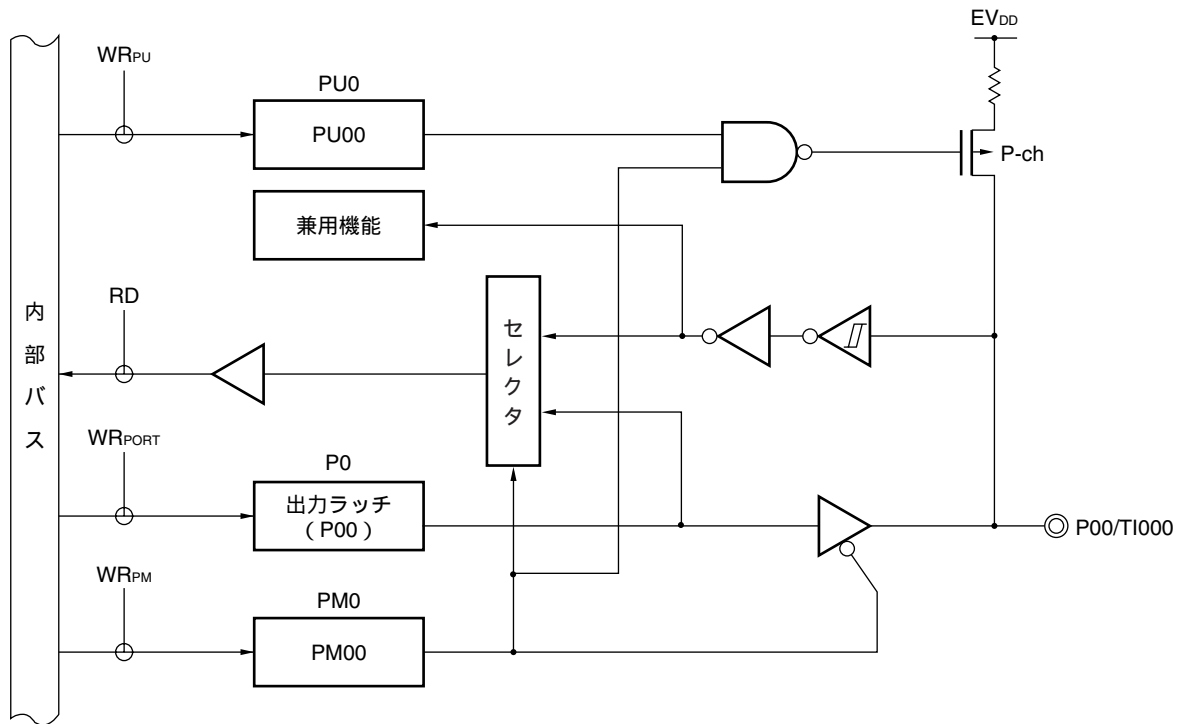 EVDD
WRPU
PU0
PU00
P-ch
兼用機能
RD
内部バス
セレクタ
WRPORT
P0
出力ラッチ
（P00）
P00/TI000
WRPM
PM0
PM00